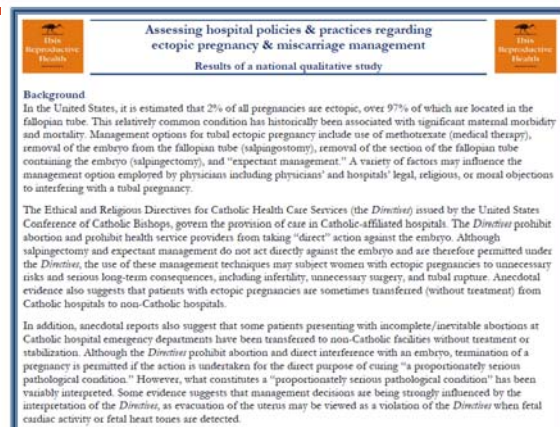 Assessing hospital policies & practices regarding
ectopic pregnancy & miscarriage management
Results of a national qualitative study
Ibis
Reproductive
Health
Ibis
Reproductive
Health
Background
In the United States, it is estimated that 2% of all pregnancies are ectopic, over 97% of which are located in the
fallopian tube. This relatively common condition has historically been associated with significant maternal morbidity
and mortality. Management options for tubal ectopic pregnancy include use of methotrexate (medical therapy),
removal of the embryo from the fallopian tube (salpingostomy), removal of the section of the fallopian tube
containing the embryo (salpingectomy), and “expectant management.” A variety of factors may influence the
management option employed by physicians including physicians’ and hospitals’ legal, religious, or moral objections
to interfering with a tubal pregnancy.
The Ethical and Religious Directives for Catholic Health Care Services (the Directives) issued by the United States
Conference of Catholic Bishops, govern the provision of care in Catholic-affiliated hospitals. The Directives prohibit
abortion and prohibit health service providers from taking “direct” action against the embryo. Although
salpingectomy and expectant management do not act directly against the embryo and are therefore permitted under
the Directives, the use of these management techniques may subject women with ectopic pregnancies to unnecessary
risks and serious long-term consequences, including infertility, unnecessary surgery, and tubal rupture. Anecdotal
evidence also suggests that patients with ectopic pregnancies are sometimes transferred (without treatment) from
Catholic hospitals to non-Catholic hospitals.
In addition, anecdotal reports also suggest that some patients presenting with incomplete/inevitable abortions at
Catholic hospital emergency departments have been transferred to non-Catholic facilities without treatment or
stabilization. Although the Directives prohibit abortion and direct interference with an embryo, termination of a
pregnancy is permitted if the action is undertaken for the direct purpose of curing “a proportionately serious
pathological condition.” However, what constitutes a “proportionately serious pathological condition” has been
variably interpreted. Some evidence suggests that management decisions are being strongly influenced by the
interpretation of the Directives, as evacuation of the uterus may be viewed as a violation of the Directives when fetal
cardiac activity or fetal heart tones are detected.